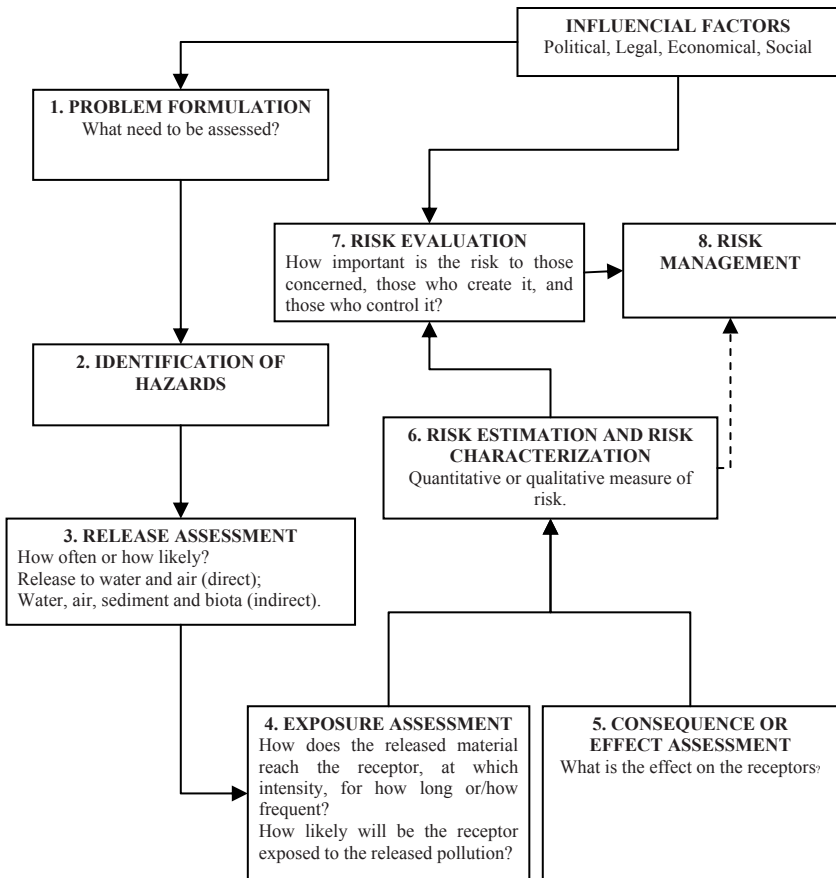 INFLUENCIAL FACTORS
Political, Legal, Economical, Social
1. PROBLEM FORMULATION
What need to be assessed?
7. RISK EVALUATION
How important is the risk to those
concerned, those who create it, and
those who control it?
8. RISK
MANAGEMENT
2. IDENTIFICATION OF
HAZARDS
6. RISK ESTIMATION AND RISK
CHARACTERIZATION
Quantitative or qualitative measure of
risk.
3. RELEASE ASSESSMENT
How often or how likely?
Release to water and air (direct);
Water, air, sediment and biota (indirect).
4. EXPOSURE ASSESSMENT
How does the released material
reach the receptor, at which
intensity, for how long or/how
frequent?
How likely will be the receptor
exposed to the released pollution?
5. CONSEQUENCE OR
EFFECT ASSESSMENT
What is the effect on the receptors?